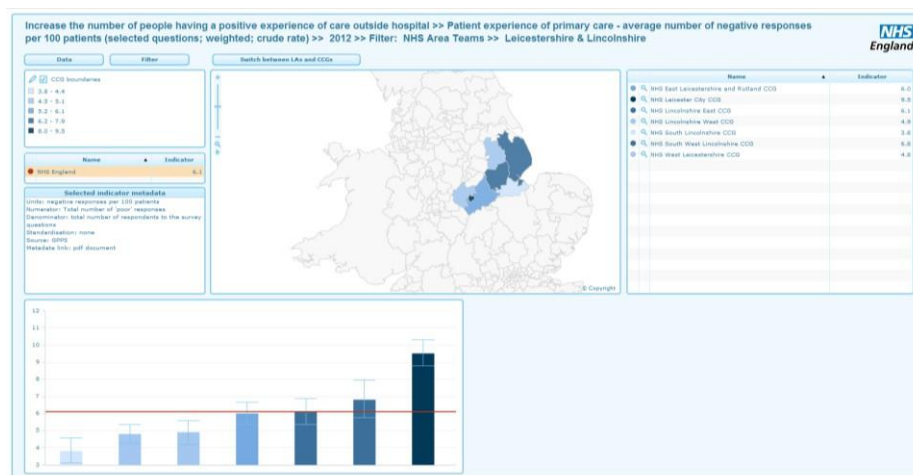 Increase the number of people having a positive experience of care outside hospital >> Patient experience of primary care - average number of negative responses
per 100 patients (selected questions; weighted; crude rate) >> 2012 >> Filter: NHS Area Teams >> Leicestershire & Lincolnshire
NHS
England
Data
Filter
Switch between LAs and CCGs
CCG boundaries
3.8 - 4.4
4.5 - 5.1
5.2 - 6.1
6.2 - 7.9
8.0 - 9.5
Name ▲ Indicator
NHS England 6.1
Selected indicator metadata
Units: negative responses per 100 patients
Numerator: Total number of 'poor' responses
Denominator: total number of respondents to the survey
questions
Standardisation: none
Source: GPPS
Metadata link: pdf document
© Copyright
Name ▲ Indicator
NHS East Leicestershire and Rutland CCG 6.0
NHS Leicester City CCG 9.5
NHS Lincolnshire East CCG 6.1
NHS Lincolnshire West CCG 4.9
NHS South Lincolnshire CCG 3.8
NHS South West Lincolnshire CCG 6.8
NHS West Leicestershire CCG 4.8
12
11
10
9
8
7
6
5
4
3